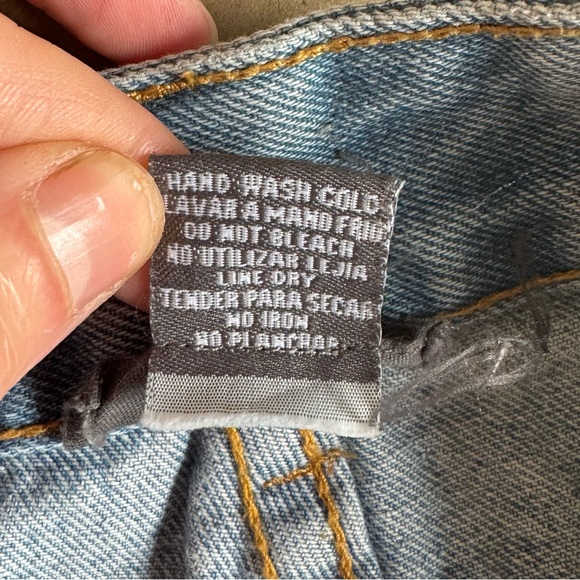 HAND WASH COLD
LAVAR A MANO FRIO
DO NOT BLEACH
NO UTILIZAR LEJIA
LINE DRY
TENDER PARA SECAR
NO IRON
NO PLANCHAR